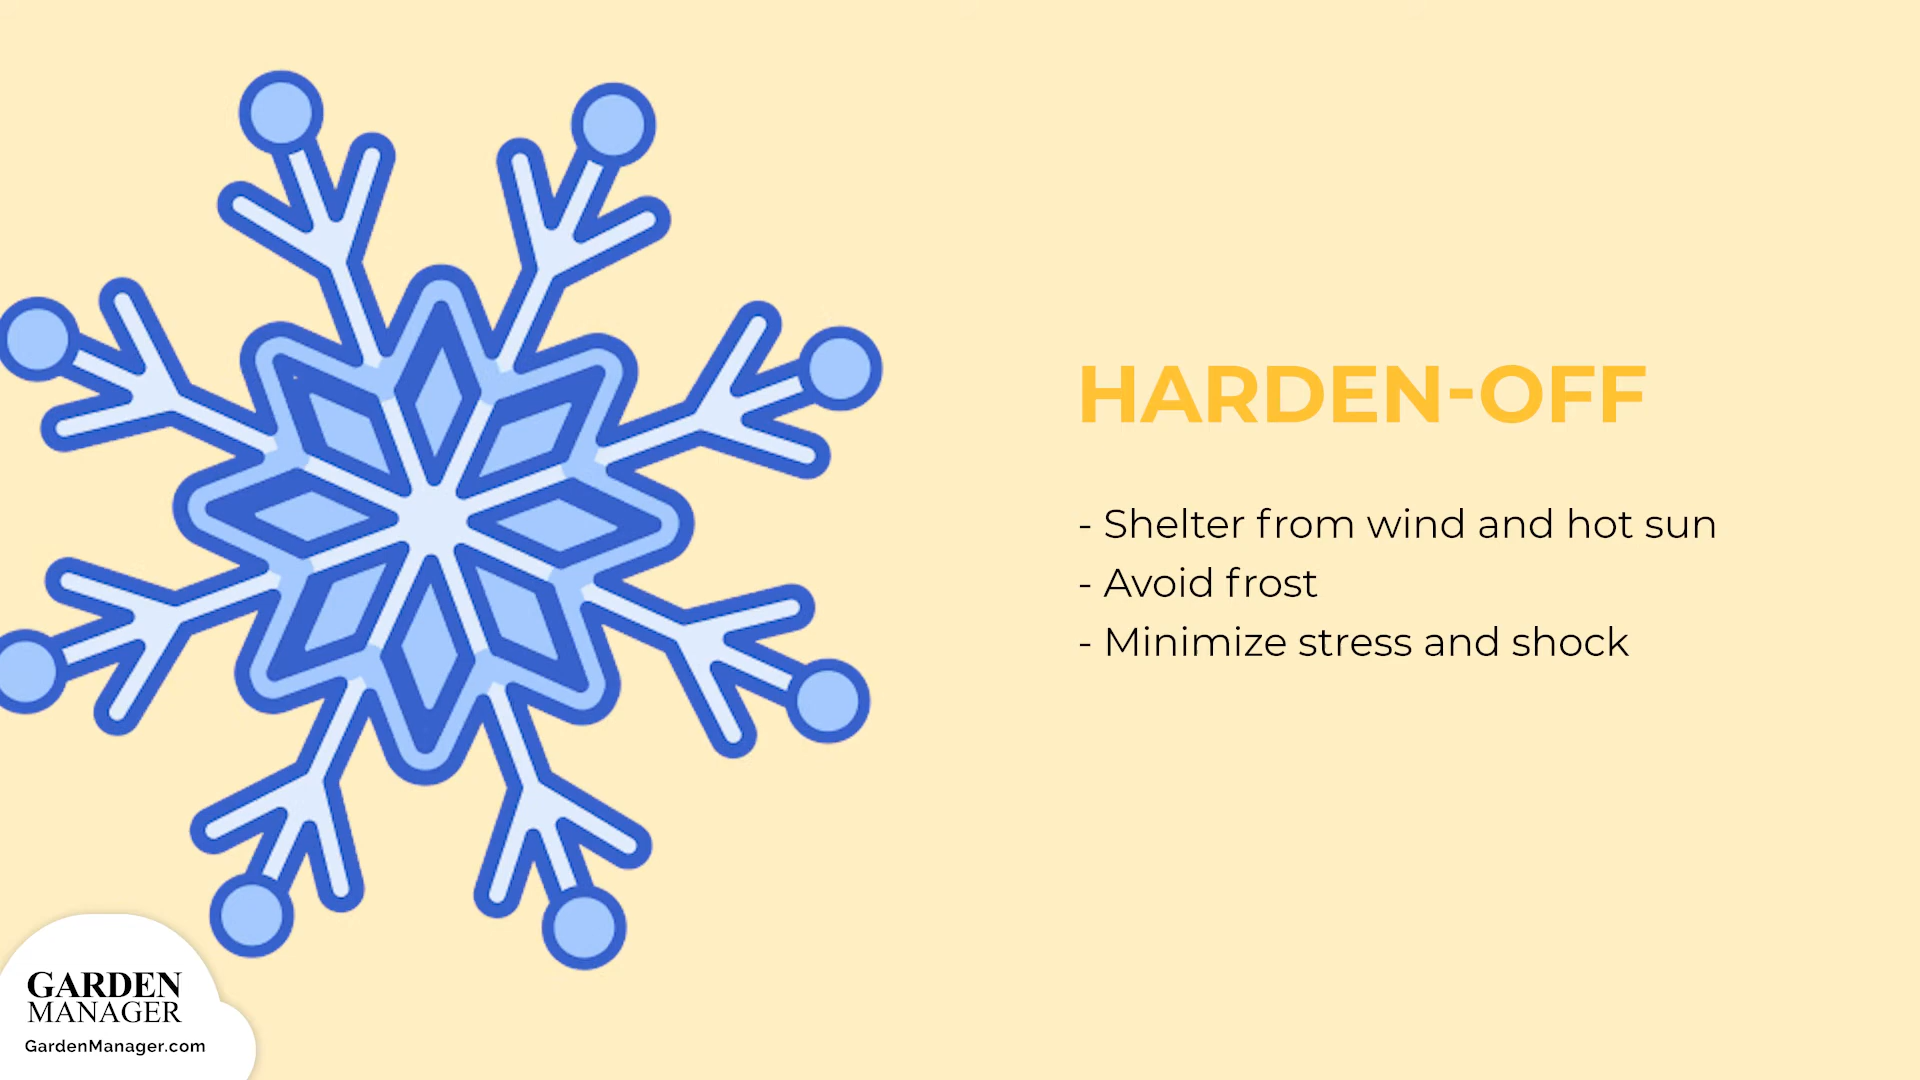 HARDEN-OFF
- Shelter from wind and hot sun
- Avoid frost
- Minimize stress and shock
GARDEN
MANAGER
GardenManager.com